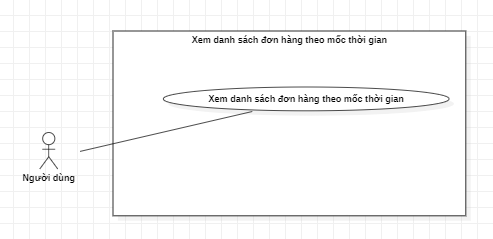 Xem danh sách đơn hàng theo mốc thời gian
Xem danh sách đơn hàng theo mốc thời gian
Người dùng